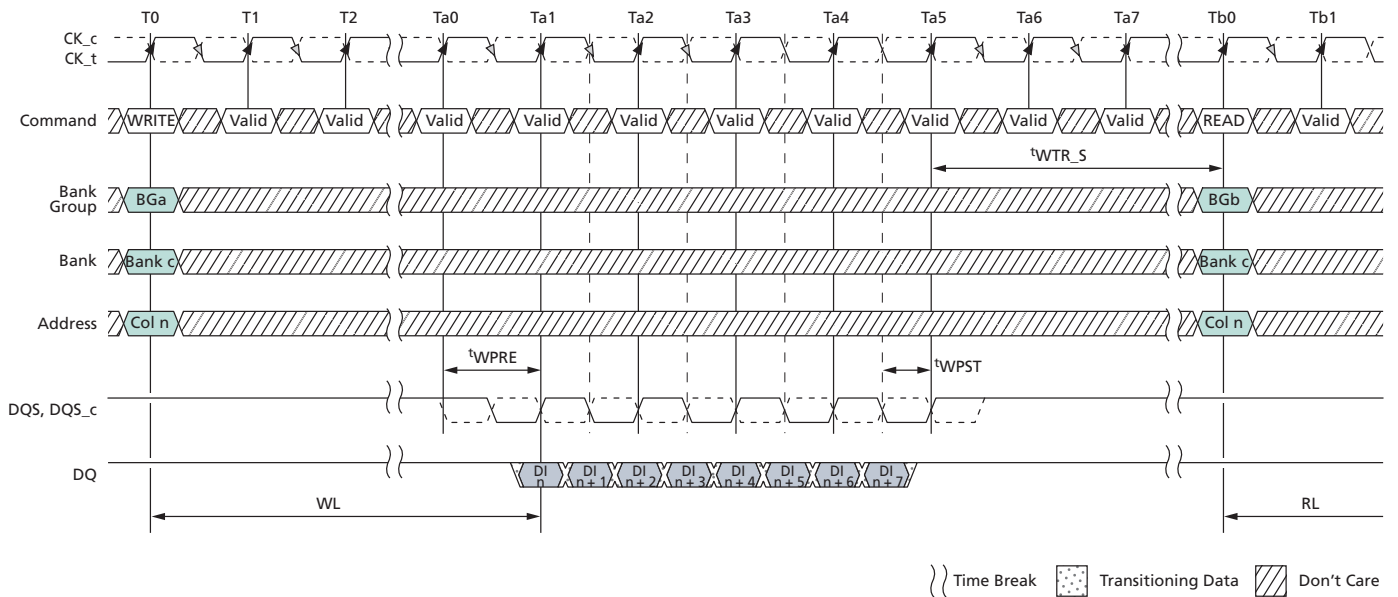 T0 T1 T2 Ta0 Ta1 Ta2 Ta3 Ta4 Ta5 Ta6 Ta7 Tb0 Tb1
CK_c
CK_t
Command WRITE Valid Valid Valid Valid Valid Valid Valid Valid Valid Valid READ Valid
tWTR_S
Bank
Group BGa BGb
Bank Bank c Bank c
Address Col n Col n
tWPRE tWPST
DQS, DQS_c
DQ
DI DI DI DI DI DI DI DI
n n + 1 n + 2 n + 3 n + 4 n + 5 n + 6 n + 7
WL RL
Time Break Transitioning Data Don't Care